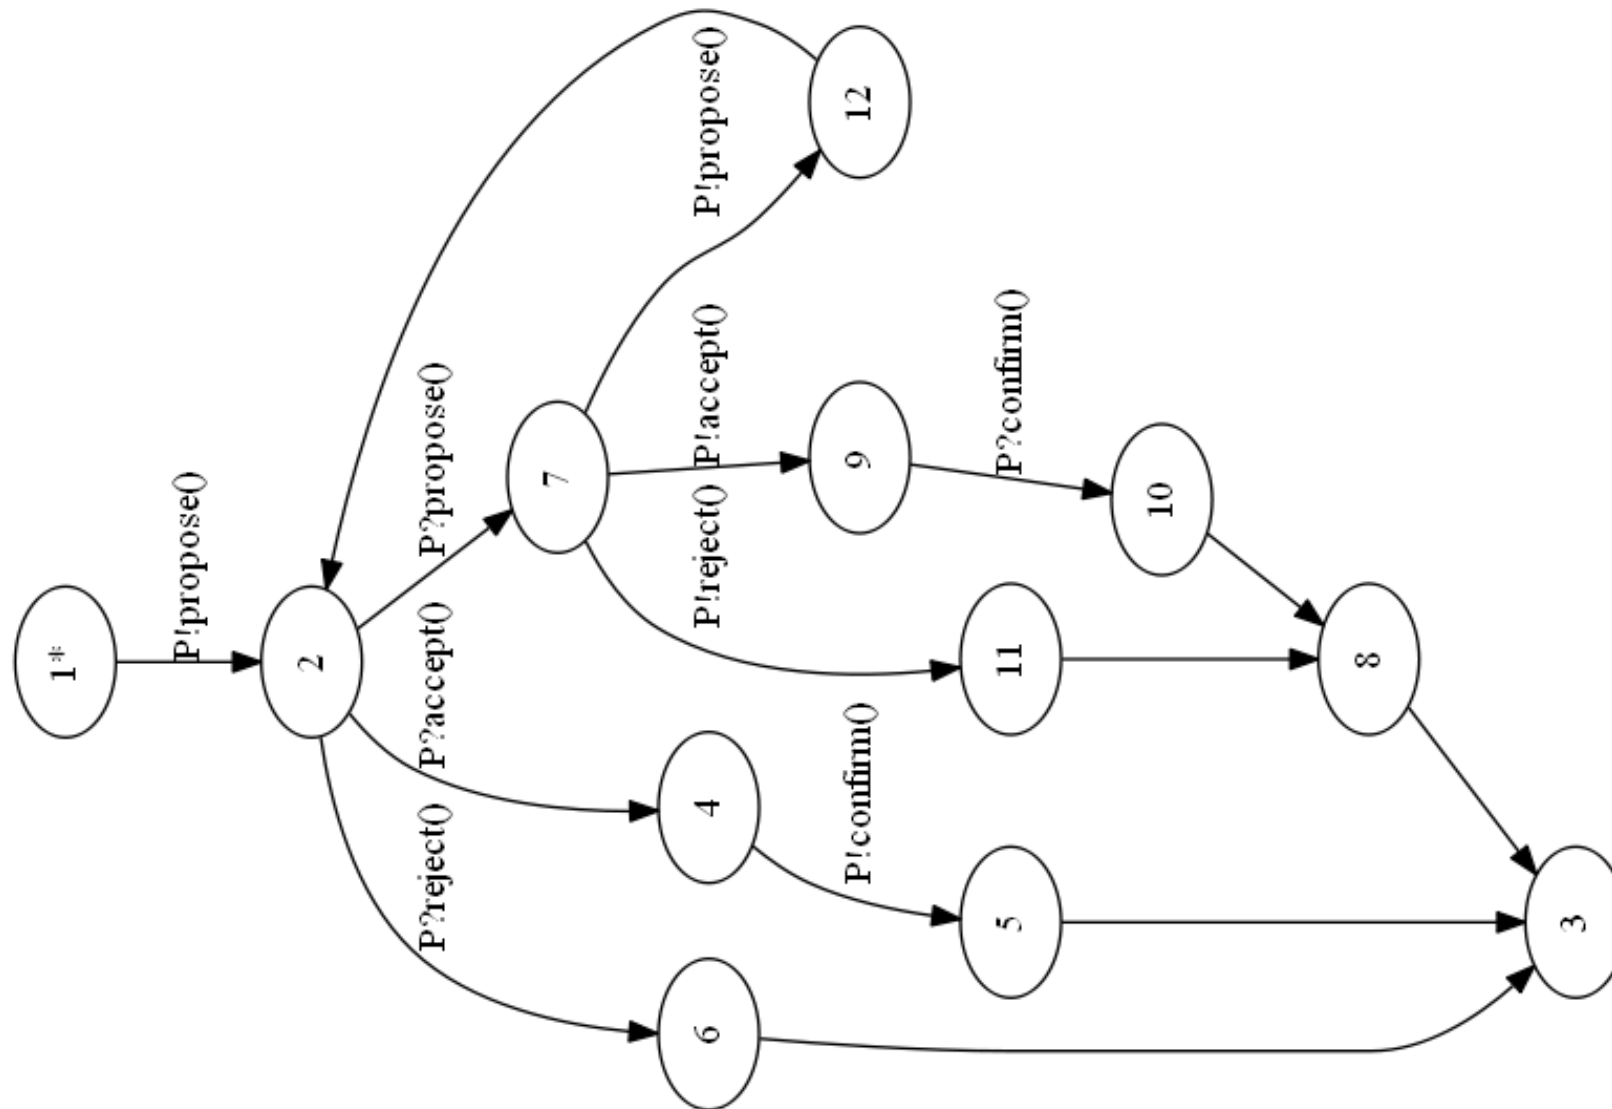 1*
P!propose()
2
P?propose()
P?accept()
P?reject()
7
P!propose()
P!accept()
P!reject()
12
4
6
9
P!confirm()
P?confirm()
11
5
10
8
3